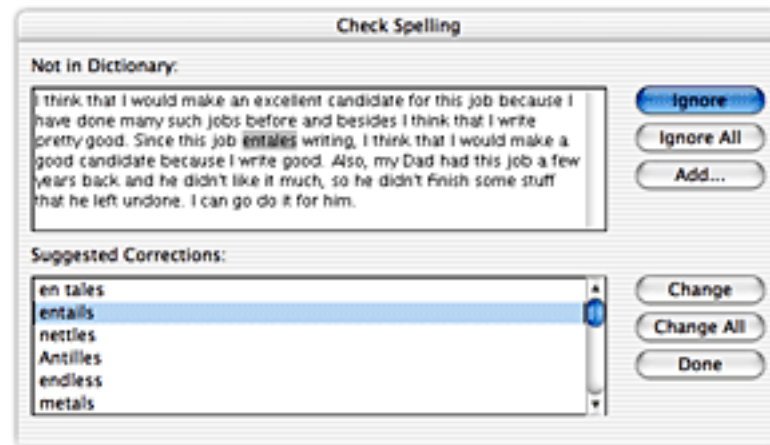 Check Spelling
Not in Dictionary:
I think that I would make an excellent candidate for this job because I
have done many such jobs before and besides I think that I write
pretty good. Since this job entales writing, I think that I would make a
good candidate because I write good. Also, my Dad had this job a few
years back and he didn't like it much, so he didn't finish some stuff
that he left undone. I can go do it for him.
Ignore
Ignore All
Add...
Suggested Corrections:
en tales
entails
nettles
Antilles
endless
metals
Change
Change All
Done